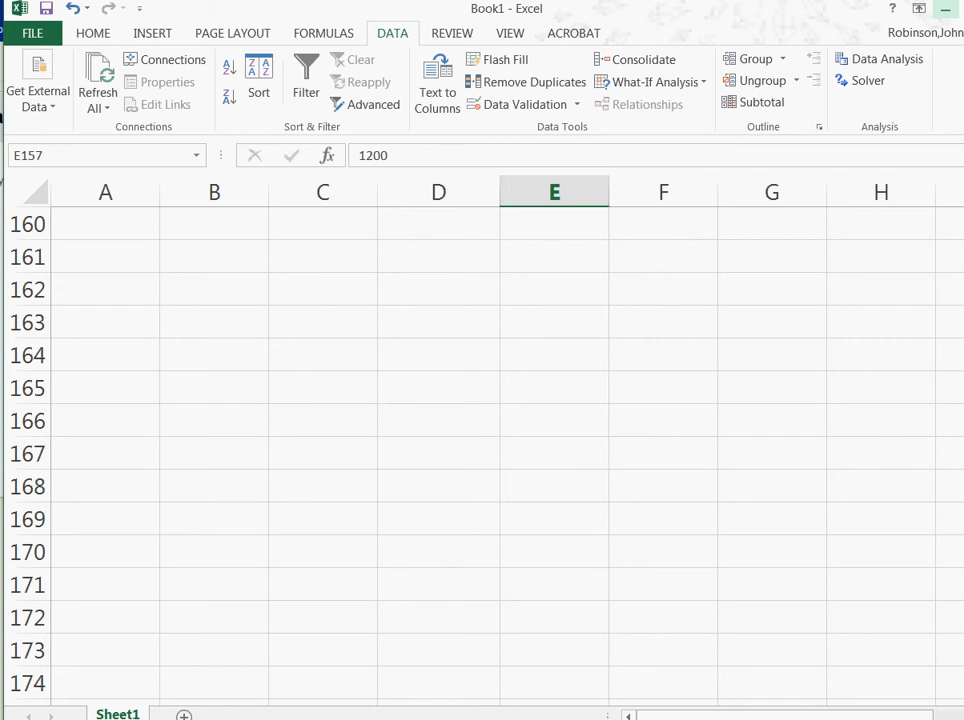 Book1 - Excel
?
FILE HOME INSERT PAGE LAYOUT FORMULAS DATA REVIEW VIEW ACROBAT Robinson,John
Get External Data
Refresh All
Connections
Properties
Edit Links
Connections
Sort
Filter
Clear
Reapply
Advanced
Sort & Filter
Text to Columns
Flash Fill
Remove Duplicates
Data Validation
Consolidate
What-If Analysis
Relationships
Data Tools
Group
Ungroup
Subtotal
Outline
Data Analysis
Solver
Analysis
E157 fx 1200
A B C D E F G H
160
161
162
163
164
165
166
167
168
169
170
171
172
173
174
Sheet1